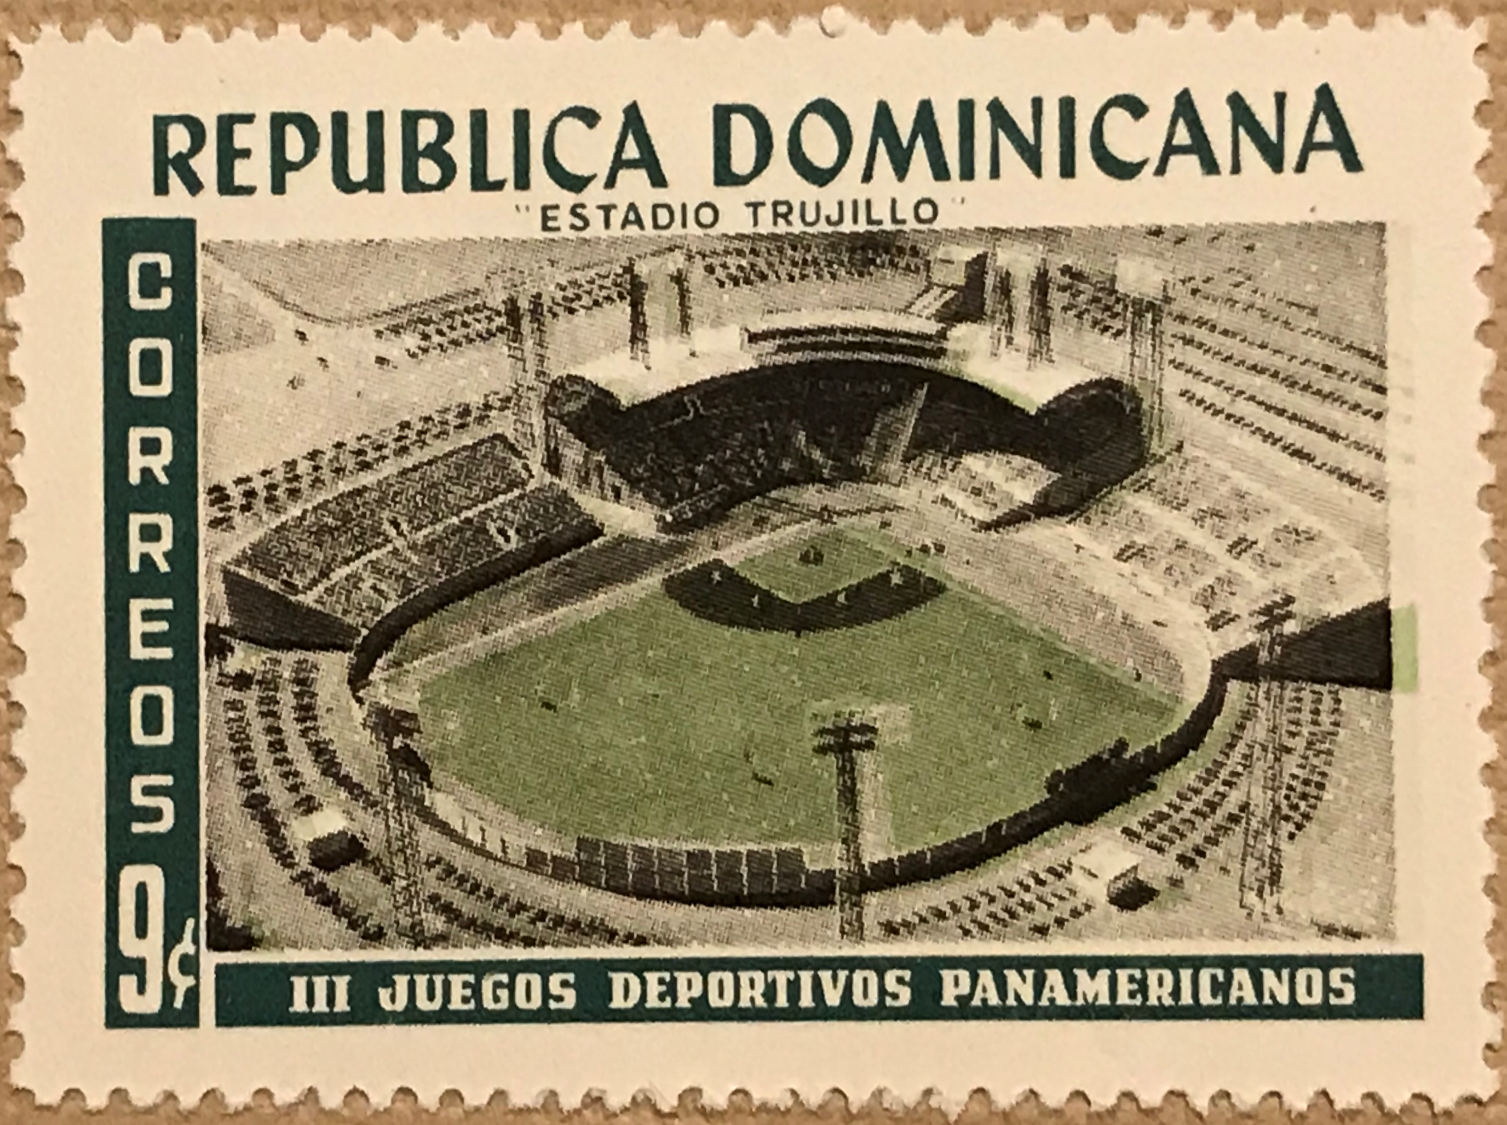 REPUBLICA DOMINICANA
"ESTADIO TRUJILLO"
CORREOS
9¢
III JUEGOS DEPORTIVOS PANAMERICANOS